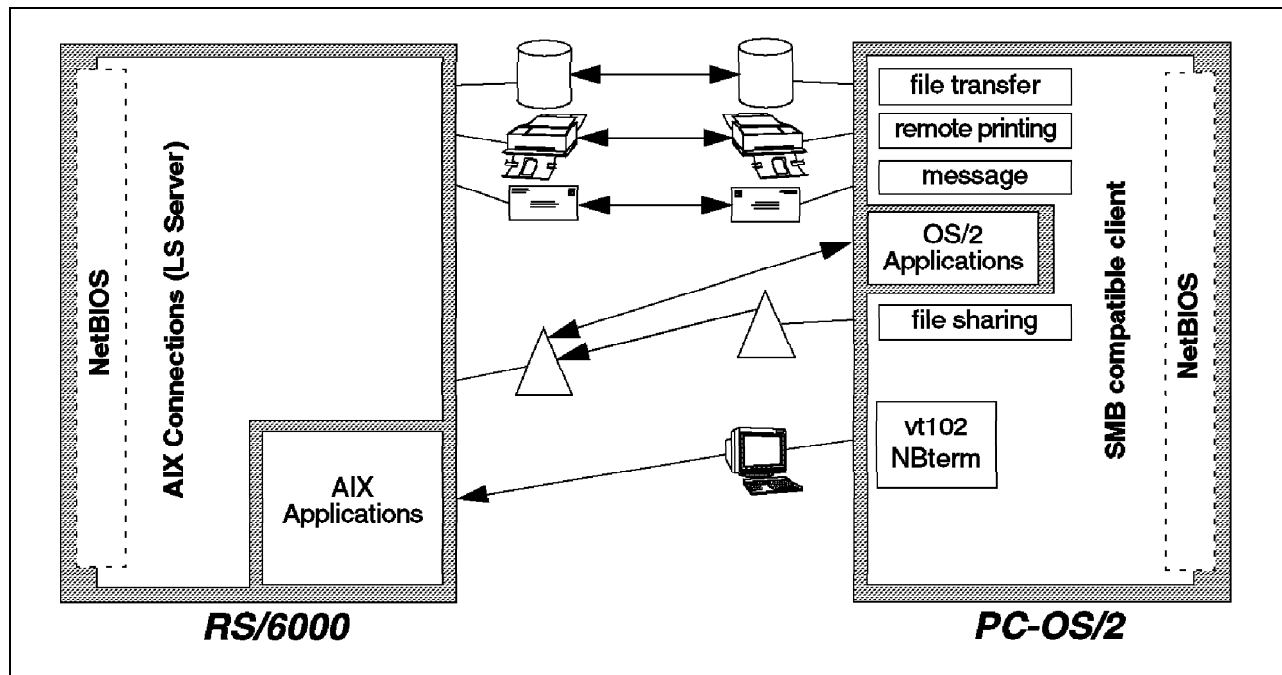 NetBIOS
AIX Connections (LS Server)
AIX
Applications
RS/6000
file transfer
remote printing
message
OS/2
Applications
file sharing
vt102
NBterm
SMB compatible client
NetBIOS
PC-OS/2